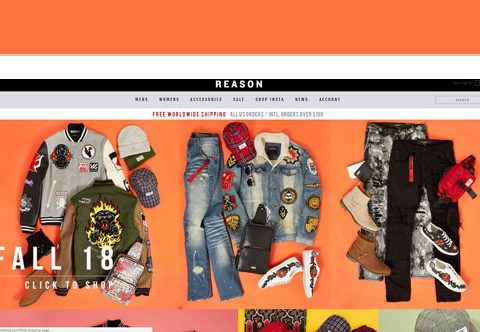 REASON
MENS WOMENS ACCESSORIES SALE SHOP INSTA NEWS ACCOUNT
SEARCH
FREE WORLDWIDE SHIPPING ALL US ORDERS / INTL. ORDERS OVER $100
FALL 18
CLICK TO SHOP